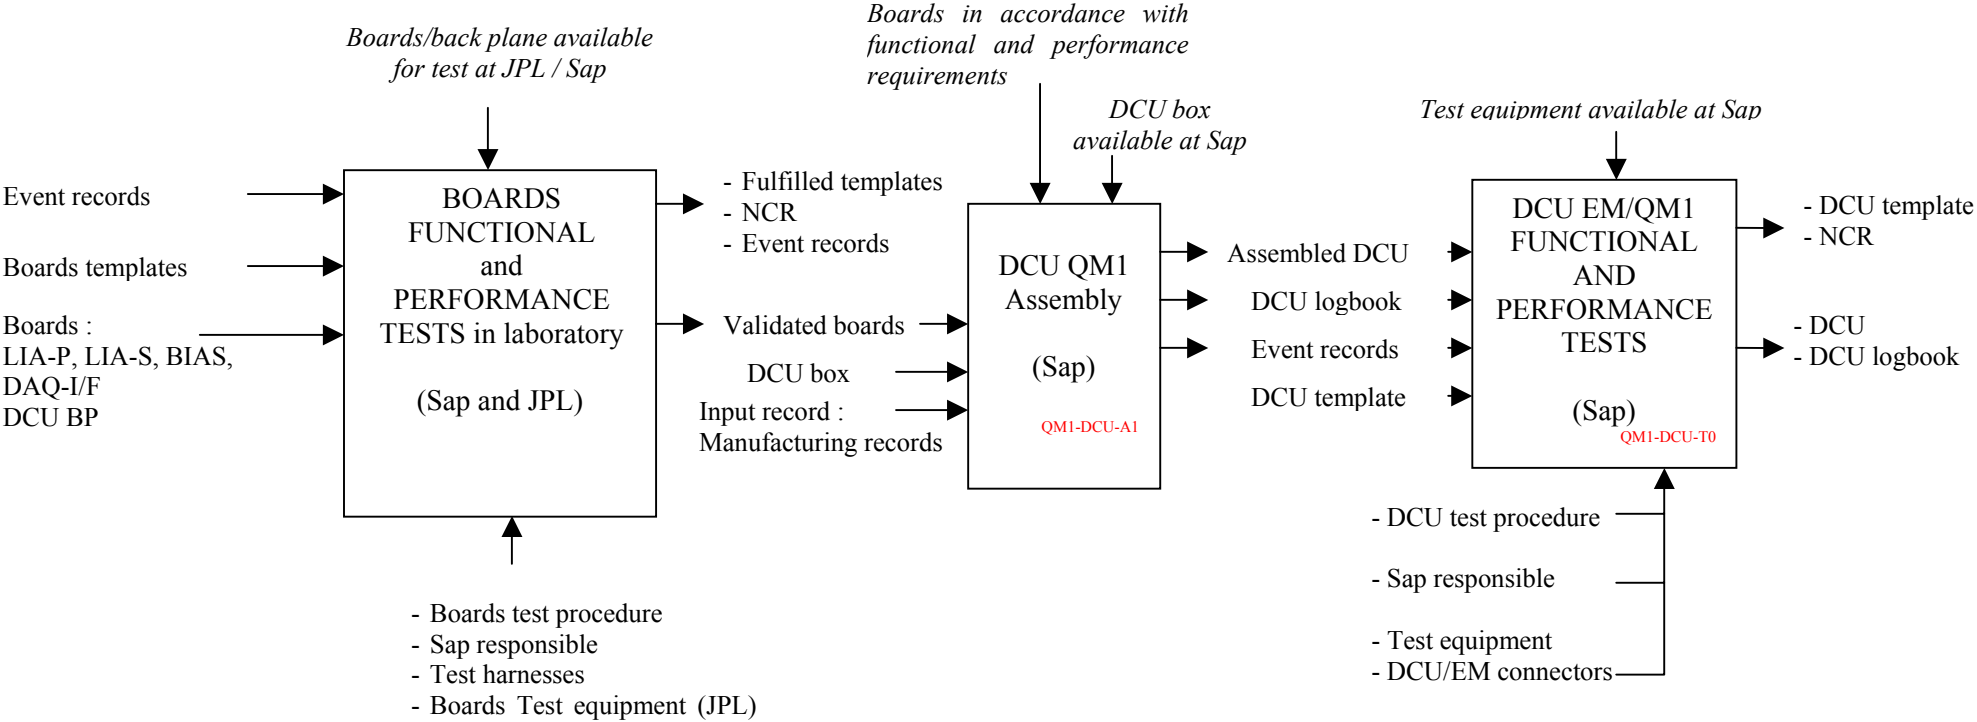 Boards/back plane available
for test at JPL / Sap
Event records
Boards templates
Boards :
LIA-P, LIA-S, BIAS,
DAQ-I/F
DCU BP
BOARDS
FUNCTIONAL
and
PERFORMANCE
TESTS in laboratory
(Sap and JPL)
- Boards test procedure
- Sap responsible
- Test harnesses
- Boards Test equipment (JPL)
- Fulfilled templates
- NCR
- Event records
Validated boards
DCU box
Input record :
Manufacturing records
Boards in accordance with
functional and performance
requirements
DCU box
available at Sap
DCU QM1
Assembly
(Sap)
QM1-DCU-A1
Assembled DCU
DCU logbook
Event records
DCU template
Test equipment available at Sap
DCU EM/QM1
FUNCTIONAL
AND
PERFORMANCE
TESTS
(Sap)
QM1-DCU-T0
- DCU test procedure
- Sap responsible
- Test equipment
- DCU/EM connectors
- DCU template
- NCR
- DCU
- DCU logbook